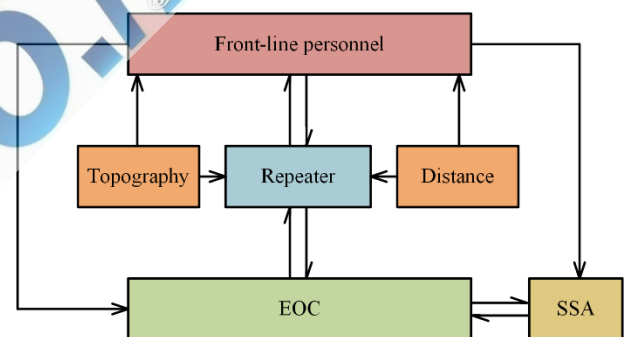 Front-line personnel
Topography
Repeater
Distance
EOC
SSA